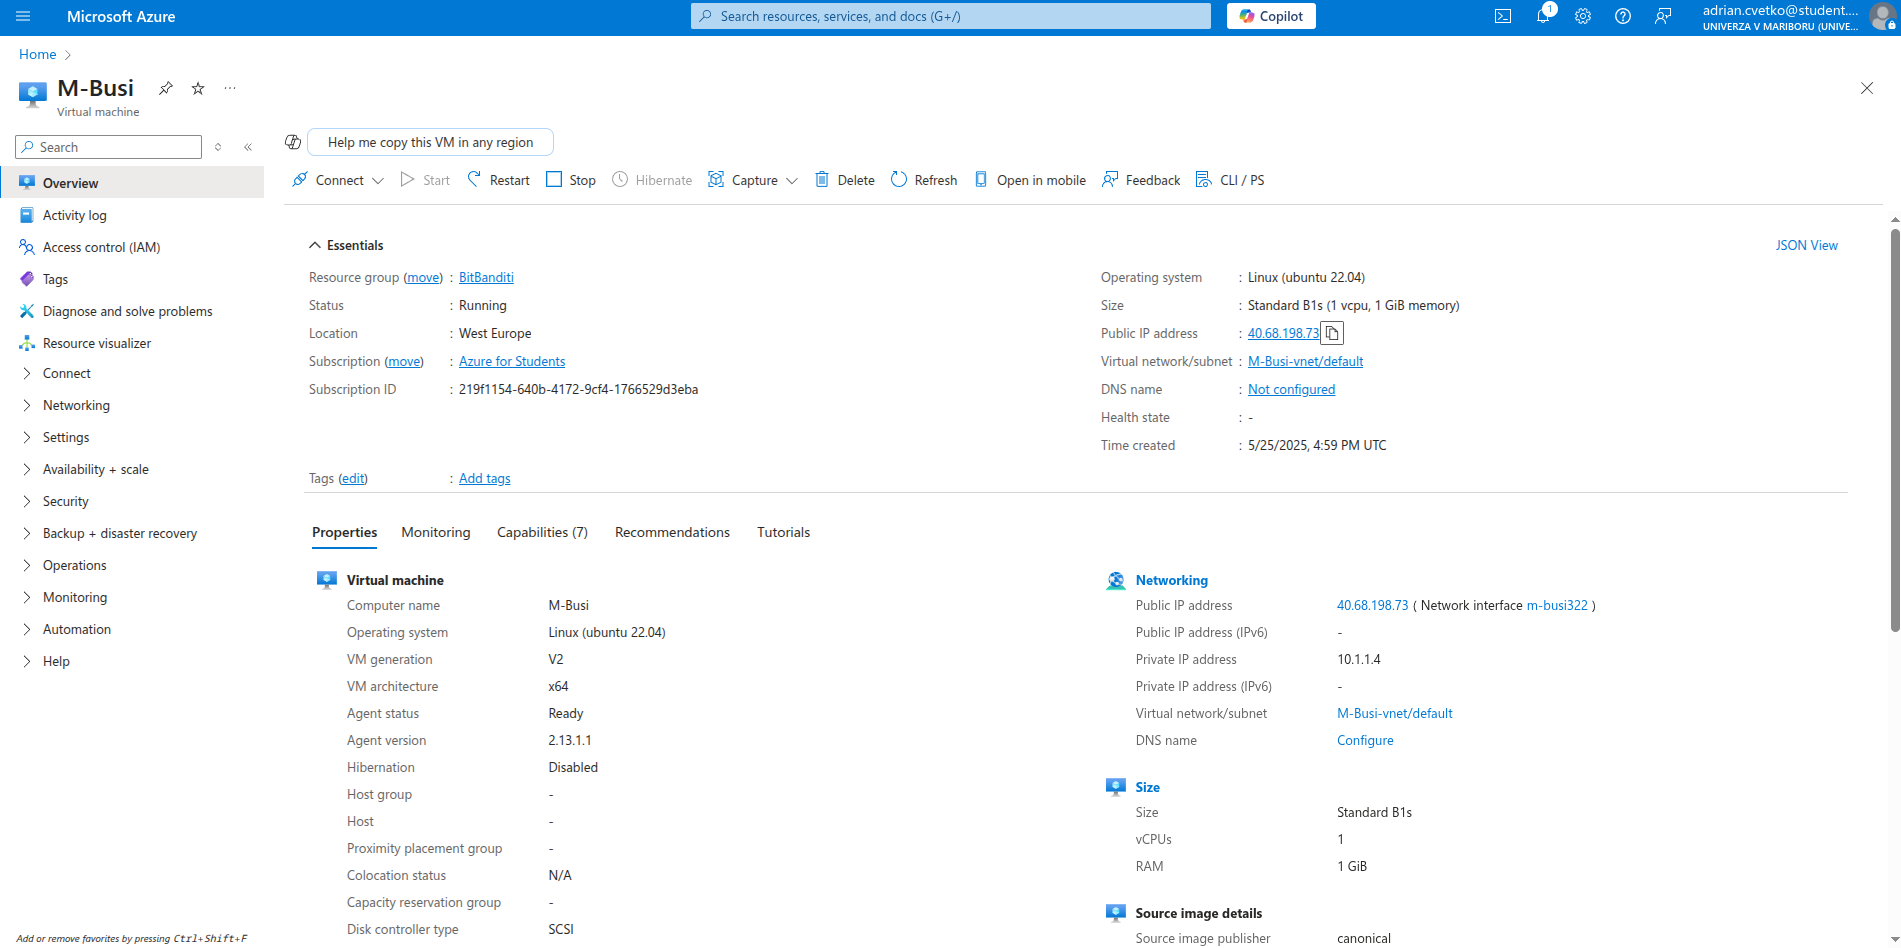 Microsoft Azure
Search resources, services, and docs (G+/)
Copilot
1
adrian.cvetko@student....
UNIVERZA V MARIBORU (UNIVE...
Home
M-Busi
Virtual machine
Search
Overview
Activity log
Access control (IAM)
Tags
Diagnose and solve problems
Resource visualizer
Connect
Networking
Settings
Availability + scale
Security
Backup + disaster recovery
Operations
Monitoring
Automation
Help
Add or remove favorites by pressing Ctrl+Shift+F
Help me copy this VM in any region
Connect Start Restart Stop Hibernate Capture Delete Refresh Open in mobile Feedback CLI / PS
Essentials
JSON View
Resource group (move) : BitBanditi
Status : Running
Location : West Europe
Subscription (move) : Azure for Students
Subscription ID : 219f1154-640b-4172-9cf4-1766529d3eba
Operating system : Linux (ubuntu 22.04)
Size : Standard B1s (1 vcpu, 1 GiB memory)
Public IP address : 40.68.198.73
Virtual network/subnet : M-Busi-vnet/default
DNS name : Not configured
Health state : -
Time created : 5/25/2025, 4:59 PM UTC
Tags (edit) : Add tags
Properties Monitoring Capabilities (7) Recommendations Tutorials
Virtual machine
Computer name M-Busi
Operating system Linux (ubuntu 22.04)
VM generation V2
VM architecture x64
Agent status Ready
Agent version 2.13.1.1
Hibernation Disabled
Host group -
Host -
Proximity placement group -
Colocation status N/A
Capacity reservation group -
Disk controller type SCSI
Networking
Public IP address 40.68.198.73 ( Network interface m-busi322 )
Public IP address (IPv6) -
Private IP address 10.1.1.4
Private IP address (IPv6) -
Virtual network/subnet M-Busi-vnet/default
DNS name Configure
Size
Size Standard B1s
vCPUs 1
RAM 1 GiB
Source image details
Source image publisher canonical